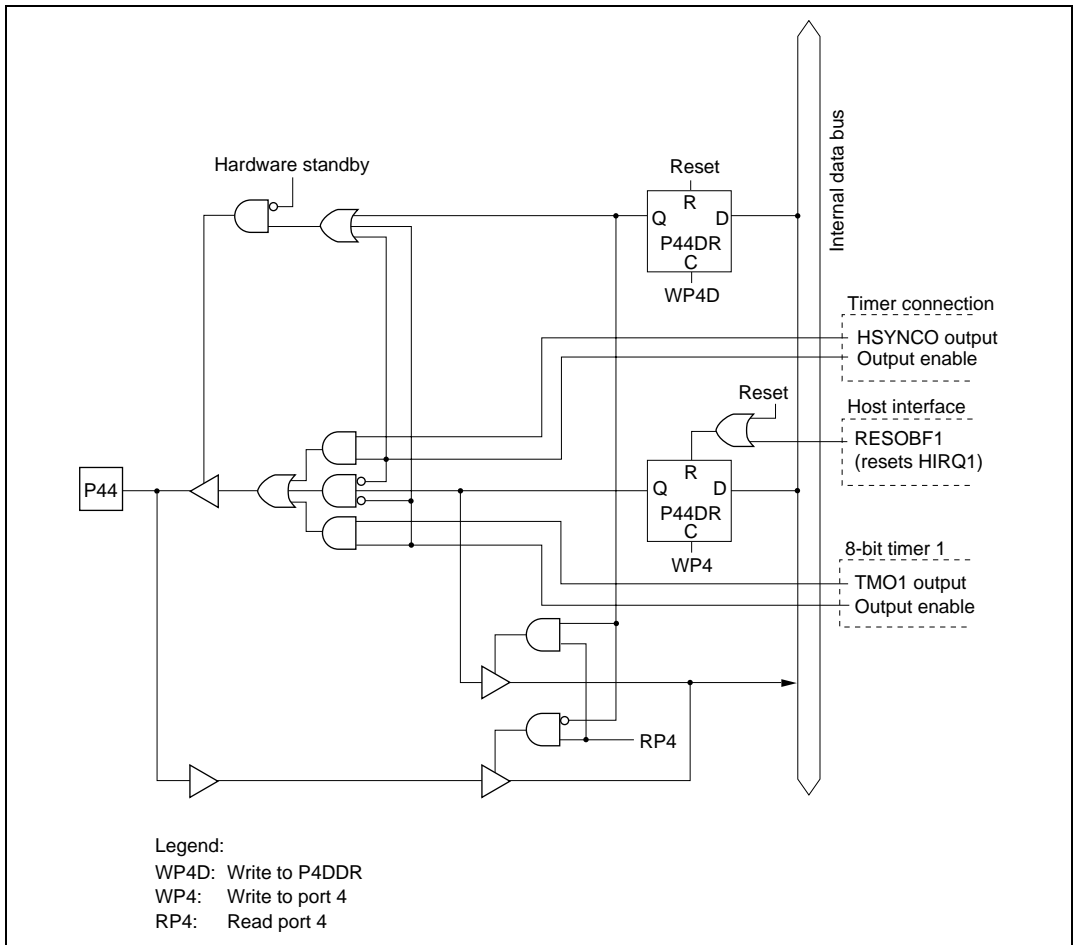 Hardware standby
Reset
R
Q
D
P44DR
C
WP4D
Internal data bus
Timer connection
HSYNCO output
Output enable
Reset
Host interface
RESOBF1
(resets HIRQ1)
R
Q
D
P44DR
C
WP4
P44
8-bit timer 1
TMO1 output
Output enable
RP4
Legend:
WP4D: Write to P4DDR
WP4: Write to port 4
RP4: Read port 4